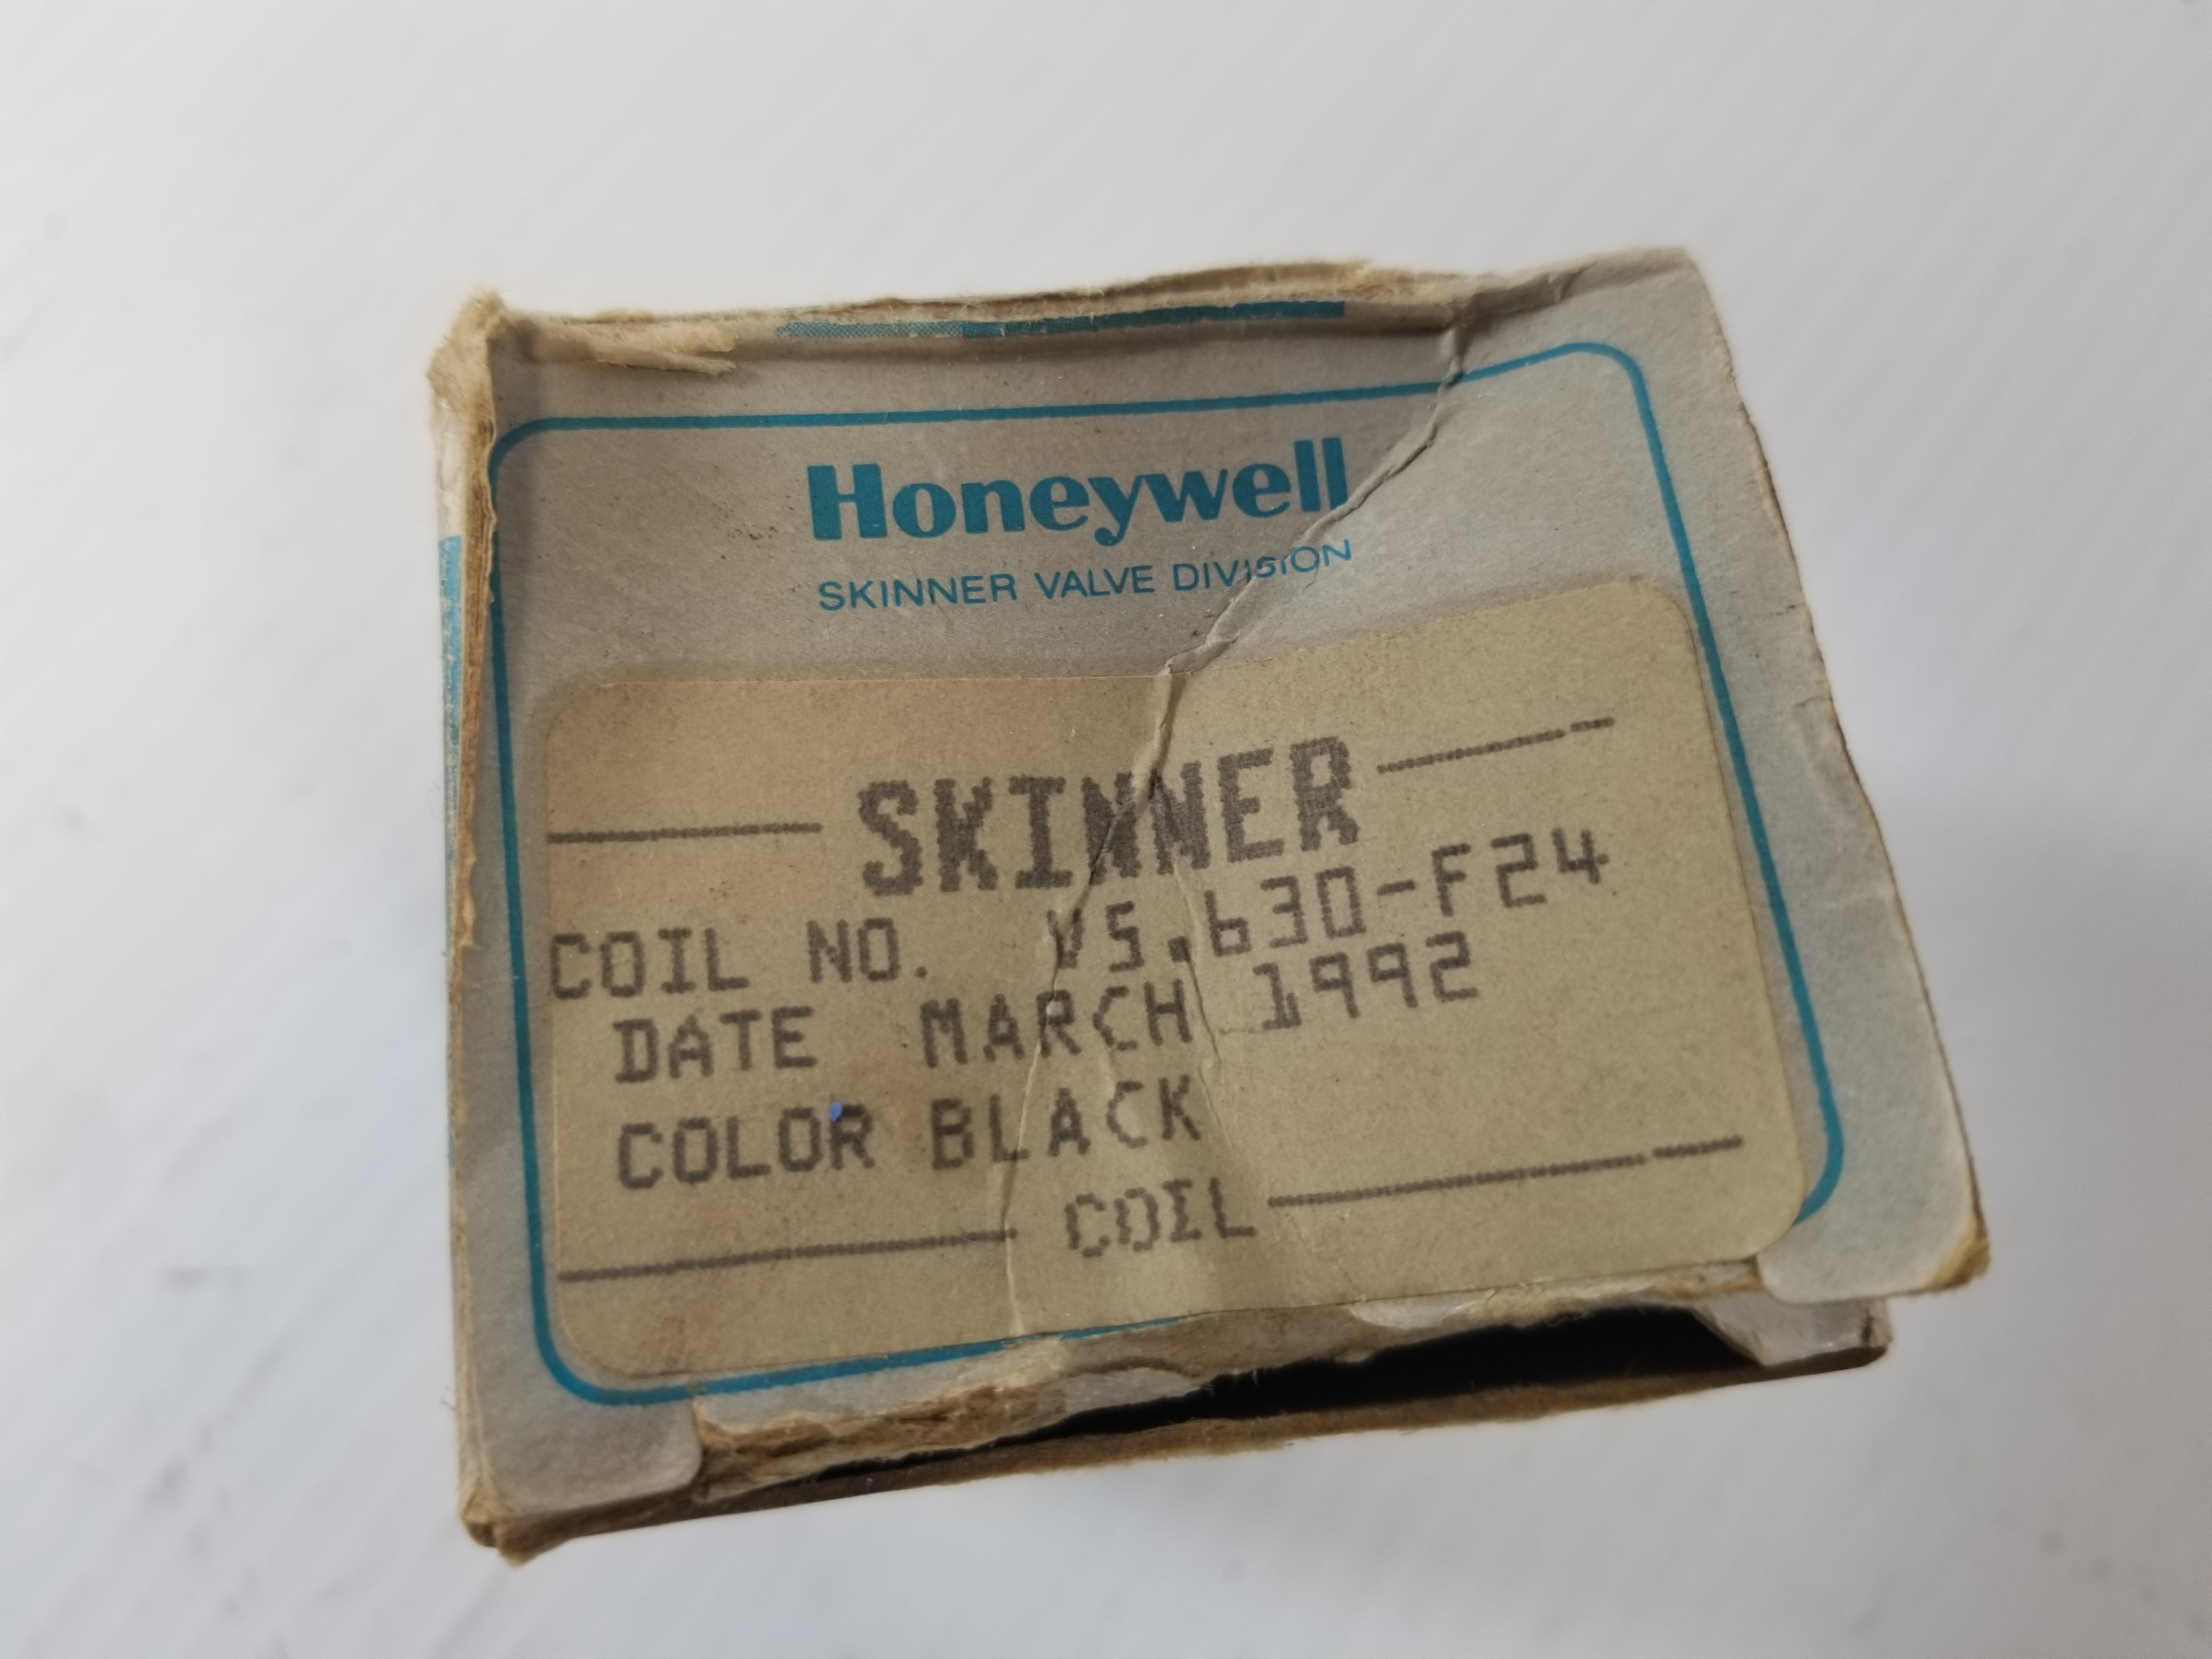 Honeywell
SKINNER VALVE DIVISION
SKINNER
COIL NO. V5.630-F24
DATE MARCH 1992
COLOR BLACK
COIL